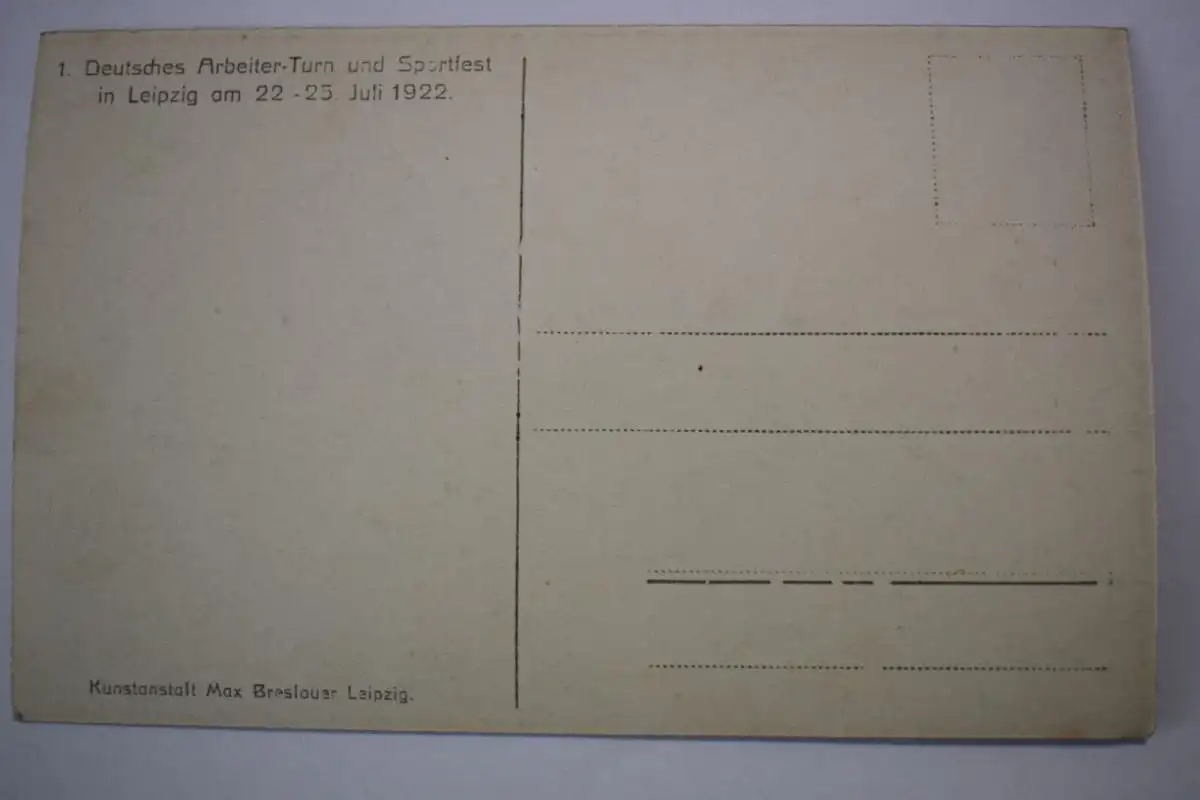 1. Deutsches Arbeiter-Turn und Sportfest
in Leipzig am 22 - 25. Juli 1922.
Kunstanstalt Max Breslauer Leipzig.